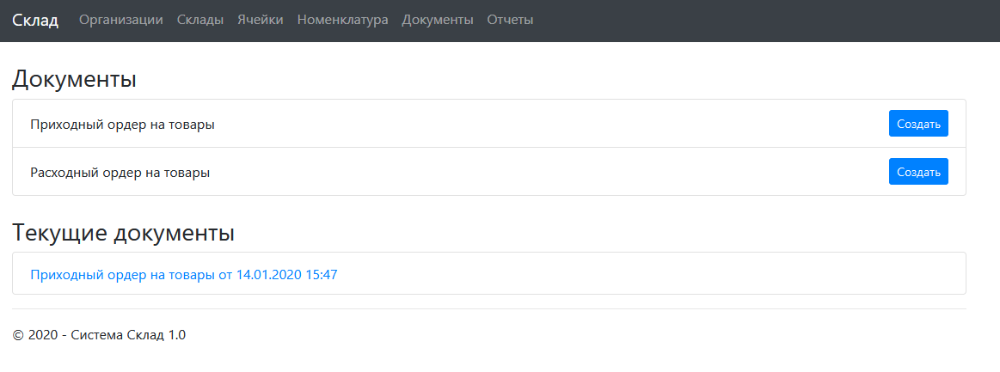 Склад Организации Склады Ячейки Номенклатура Документы Отчеты
Документы
Приходный ордер на товары Создать
Расходный ордер на товары Создать
Текущие документы
Приходный ордер на товары от 14.01.2020 15:47
© 2020 - Система Склад 1.0